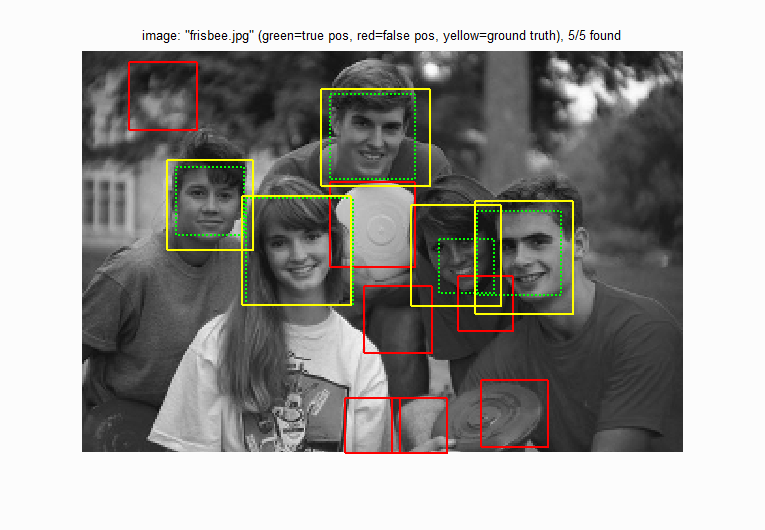 image: "frisbee.jpg" (green=true pos, red=false pos, yellow=ground truth), 5/5 found